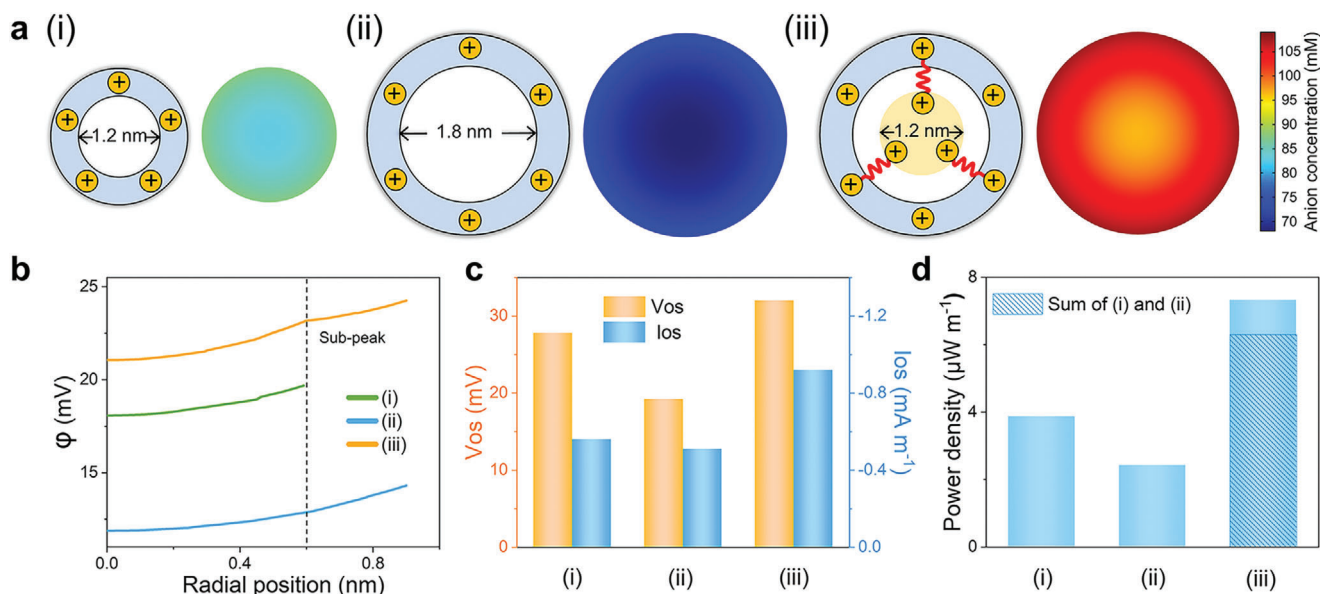 a (i) (ii) (iii)
+ + + + +
1.2 nm
+ + + + + +
1.8 nm
+ + + + + + + + +
1.2 nm
105
100
95
90
85
80
75
70
Anion concentration (mM)
b
25
20
15
φ (mV)
Sub-peak
(i)
(ii)
(iii)
0.0 0.4 0.8
Radial position (nm)
c
30
20
10
0
Vos (mV)
Vos
Ios
-1.2
-0.8
-0.4
0.0
Ios (mA m⁻¹)
(i) (ii) (iii)
d
8
4
0
Power density (μW m⁻¹)
Sum of (i) and (ii)
(i) (ii) (iii)